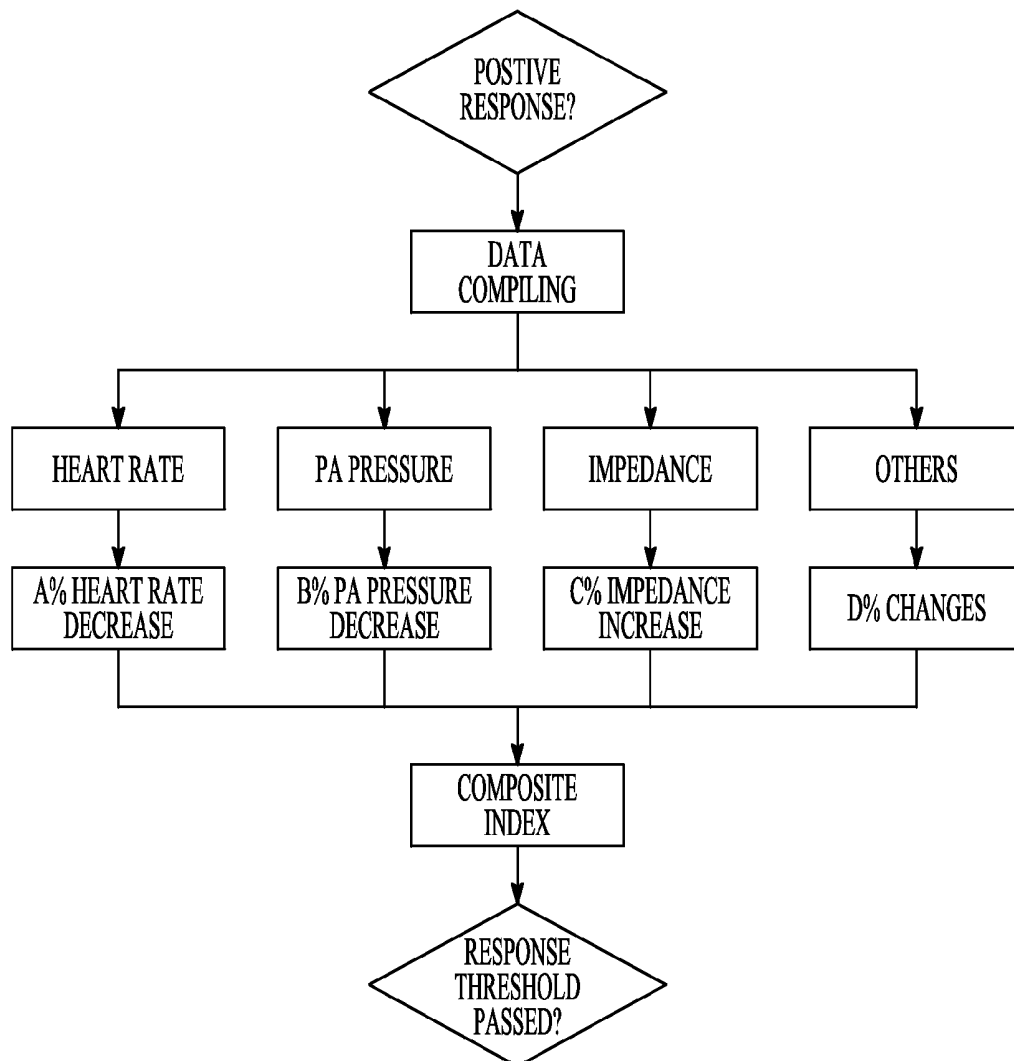 POSTIVE
RESPONSE?
DATA
COMPILING
HEART RATE
PA PRESSURE
IMPEDANCE
OTHERS
A% HEART RATE
DECREASE
B% PA PRESSURE
DECREASE
C% IMPEDANCE
INCREASE
D% CHANGES
COMPOSITE
INDEX
RESPONSE
THRESHOLD
PASSED?